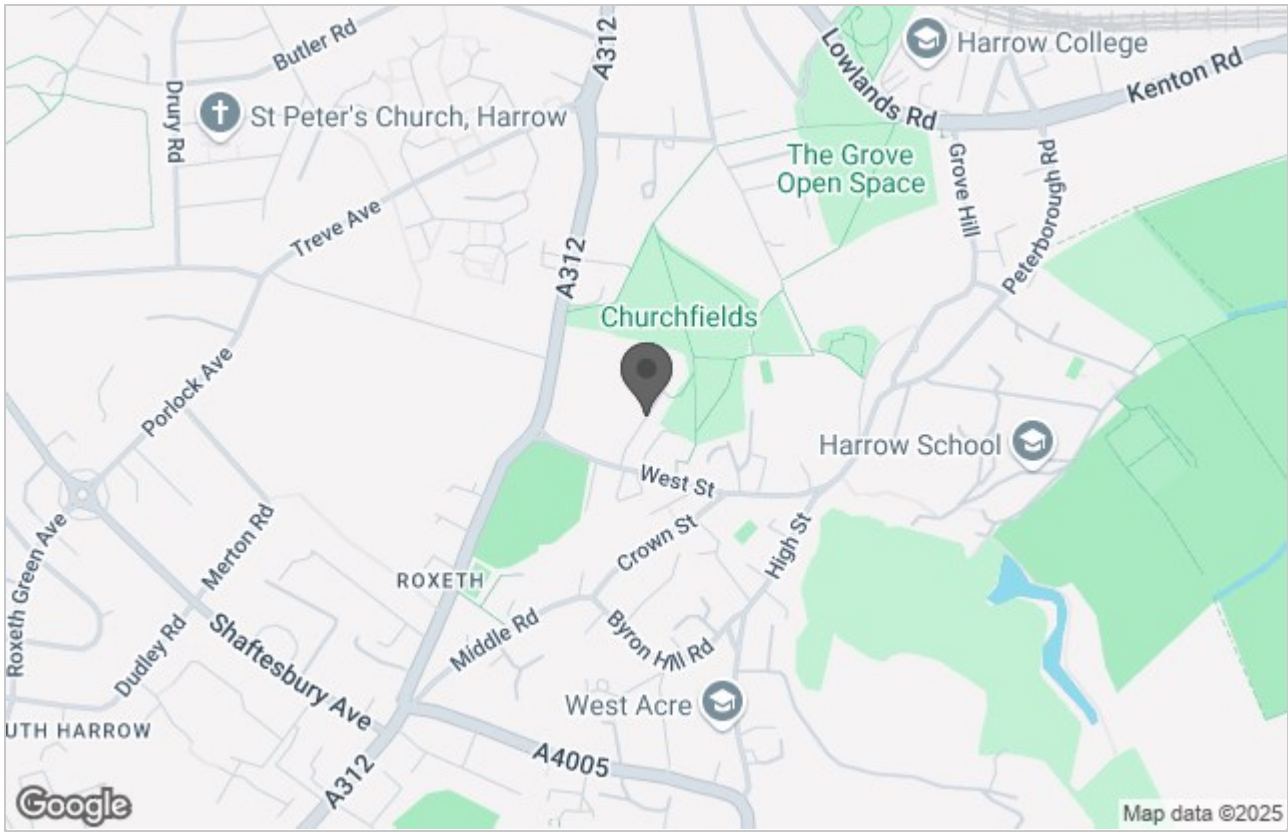 Butler Rd
A312
Lowlands Rd
Harrow College
Kenton Rd
Drury Rd
St Peter's Church, Harrow
The Grove
Open Space
Grove Hill
Peterborough Rd
Treve Ave
A312
Churchfields
Porlock Ave
Harrow School
West St
Merton Rd
Crown St
High St
Roxeth Green Ave
ROXETH
Shaftesbury Ave
Dudley Rd
Middle Rd
Byron Hill Rd
West Acre
UTH HARROW
A312
A4005
Google
Map data ©2025